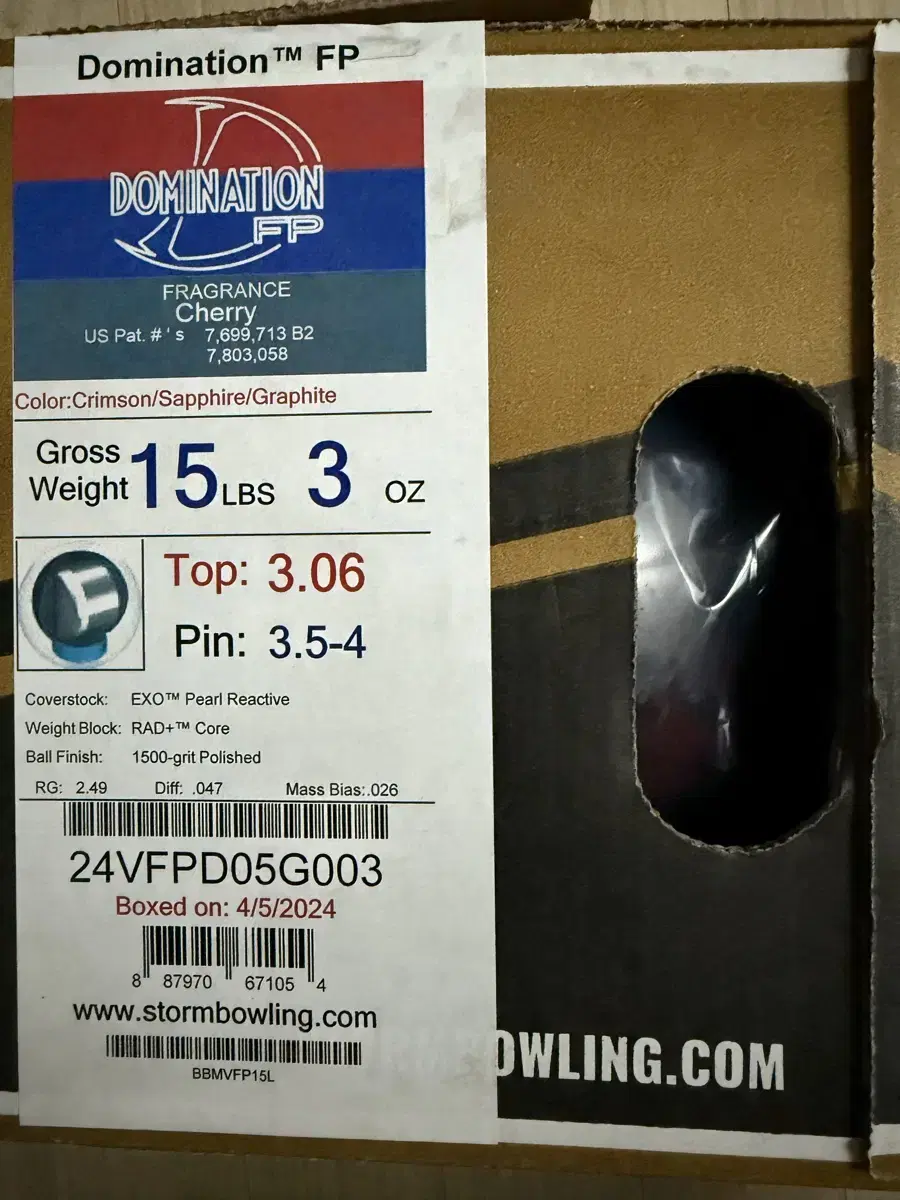 Domination™ FP
DOMINATION
FP
FRAGRANCE
Cherry
US Pat. # ' s 7,699,713 B2
7,803,058
Color:Crimson/Sapphire/Graphite
Gross Weight 15 LBS 3 OZ
Top: 3.06
Pin: 3.5-4
Coverstock: EXO™ Pearl Reactive
Weight Block: RAD+™ Core
Ball Finish: 1500-grit Polished
RG: 2.49 Diff: .047 Mass Bias:.026
24VFPD05G003
Boxed on: 4/5/2024
8 87970 67105 4
www.stormbowling.com
BBMVFP15L
OWLING.COM